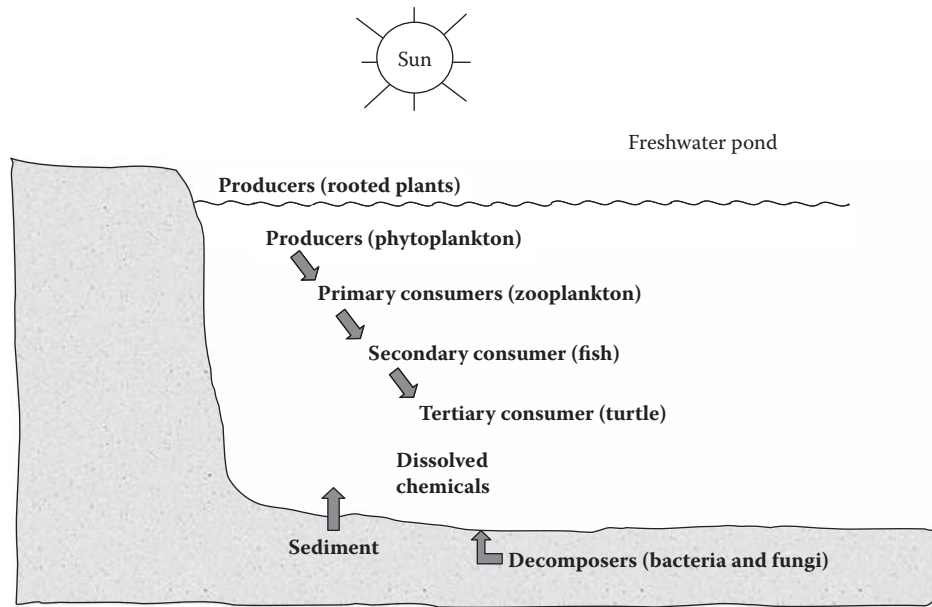 Sun
Freshwater pond
Producers (rooted plants)
Producers (phytoplankton)
Primary consumers (zooplankton)
Secondary consumer (fish)
Tertiary consumer (turtle)
Dissolved
chemicals
Sediment
Decomposers (bacteria and fungi)